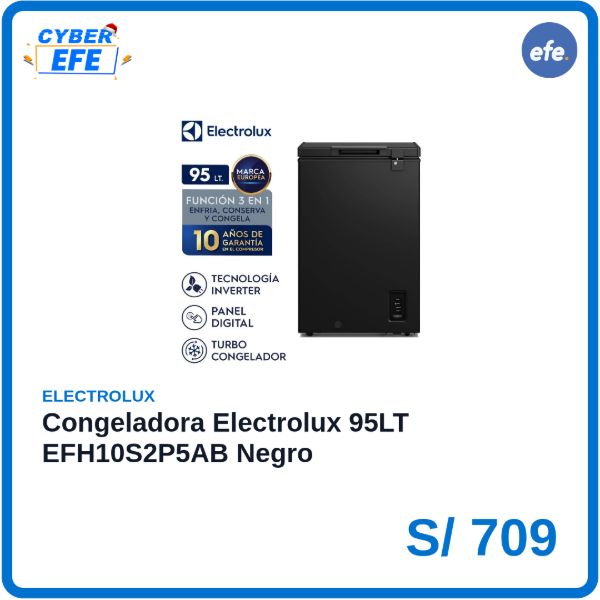 CYBER
EFE
efe.
Electrolux
95 LT.
MARCA
EUROPEA
FUNCIÓN 3 EN 1
ENFRIA, CONSERVA
Y CONGELA
10 AÑOS DE
GARANTÍA
EN EL COMPRESOR
TECNOLOGÍA
INVERTER
PANEL
DIGITAL
TURBO
CONGELADOR
ELECTROLUX
Congeladora Electrolux 95LT
EFH10S2P5AB Negro
S/ 709